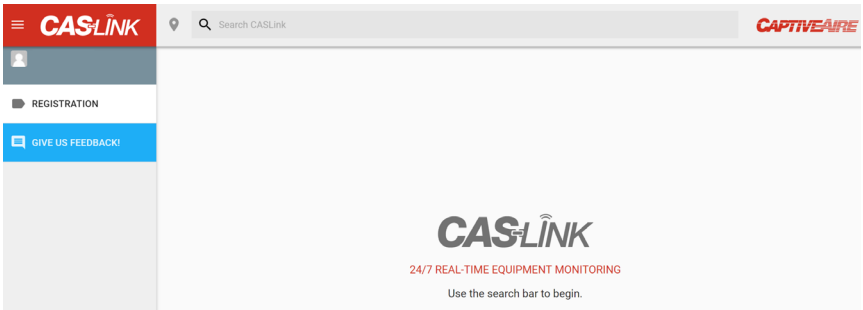 CASLINK
Search CASLink
CAPTIVEAIRE
REGISTRATION
GIVE US FEEDBACK!
CASLINK
24/7 REAL-TIME EQUIPMENT MONITORING
Use the search bar to begin.